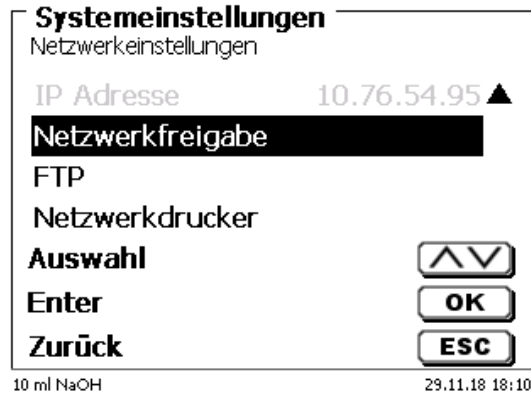 Systemeinstellungen
Netzwerkeinstellungen
IP Adresse 10.76.54.95
Netzwerkfreigabe
FTP
Netzwerkdrucker
Auswahl
Enter OK
Zurück ESC
10 ml NaOH 29.11.18 18:10